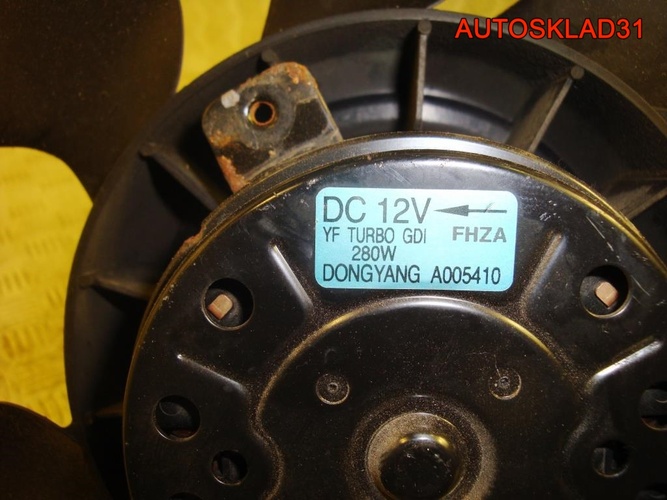 AUTOSKLAD31
DC 12V
YF TURBO GDI FHZA
280W
DONGYANG A005410